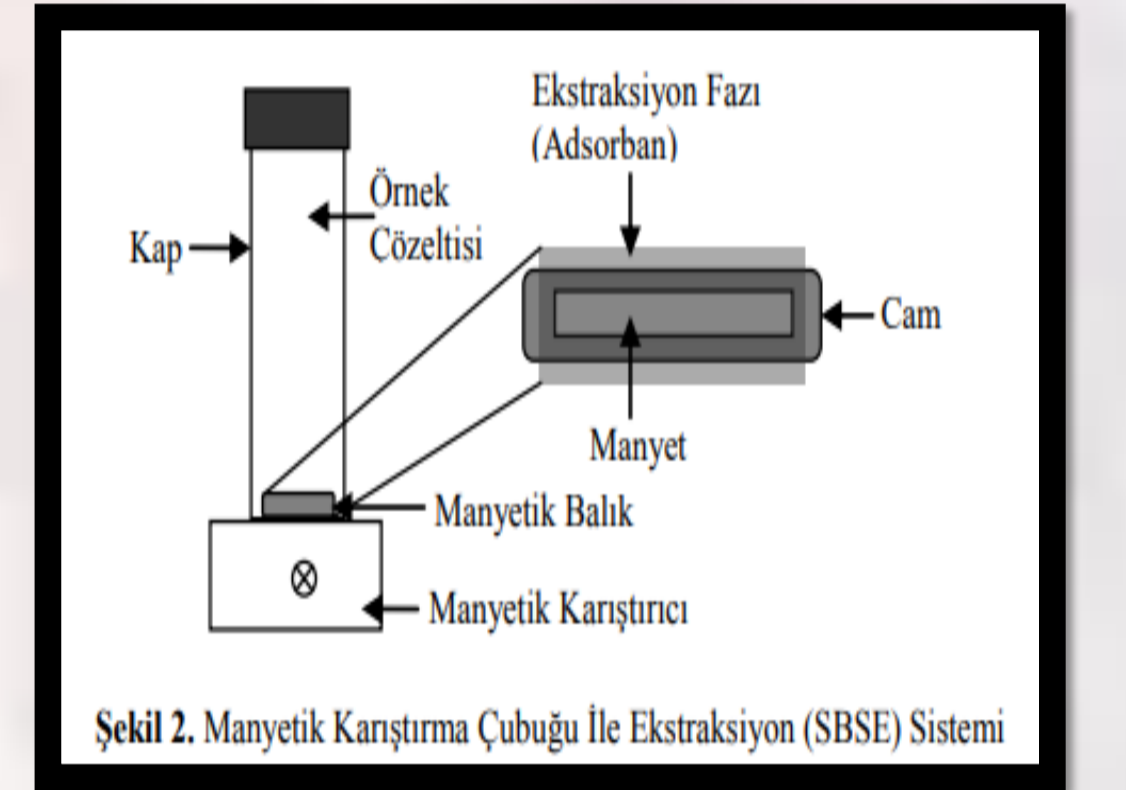 Ekstraksiyon Fazı
(Adsorban)
Örnek
Çözeltisi
Kap
Cam
Manyet
Manyetik Balık
Manyetik Karıştırıcı
Şekil 2. Manyetik Karıştırma Çubuğu İle Ekstraksiyon (SBSE) Sistemi